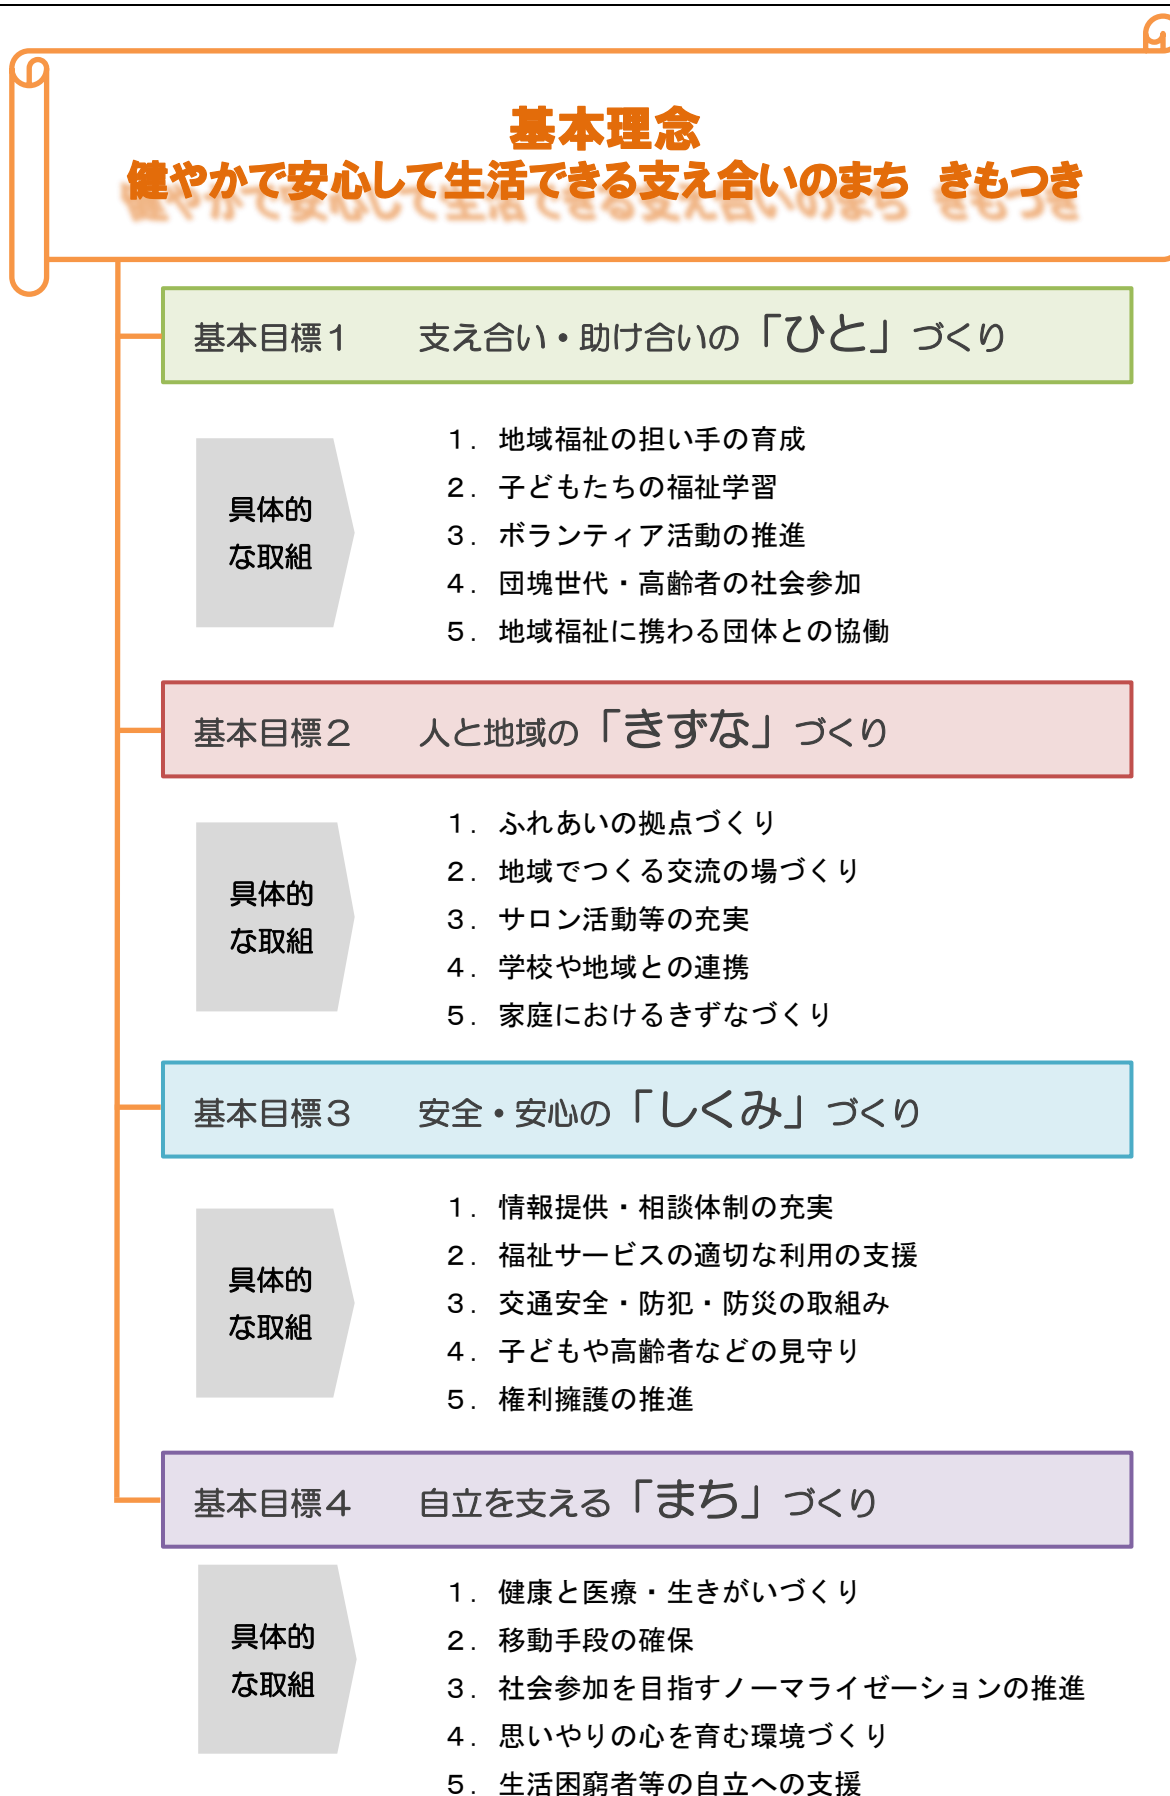 基本理念
健やかで安心して生活できる支え合いのまち　きもつき
基本目標１　　支え合い・助け合いの「ひと」づくり
具体的
な取組
１．地域福祉の担い手の育成
２．子どもたちの福祉学習
３．ボランティア活動の推進
４．団塊世代・高齢者の社会参加
５．地域福祉に携わる団体との協働
基本目標２　　人と地域の「きずな」づくり
具体的
な取組
１．ふれあいの拠点づくり
２．地域でつくる交流の場づくり
３．サロン活動等の充実
４．学校や地域との連携
５．家庭におけるきずなづくり
基本目標３　　安全・安心の「しくみ」づくり
具体的
な取組
１．情報提供・相談体制の充実
２．福祉サービスの適切な利用の支援
３．交通安全・防犯・防災の取組み
４．子どもや高齢者などの見守り
５．権利擁護の推進
基本目標４　　自立を支える「まち」づくり
具体的
な取組
１．健康と医療・生きがいづくり
２．移動手段の確保
３．社会参加を目指すノーマライゼーションの推進
４．思いやりの心を育む環境づくり
５．生活困窮者等の自立への支援